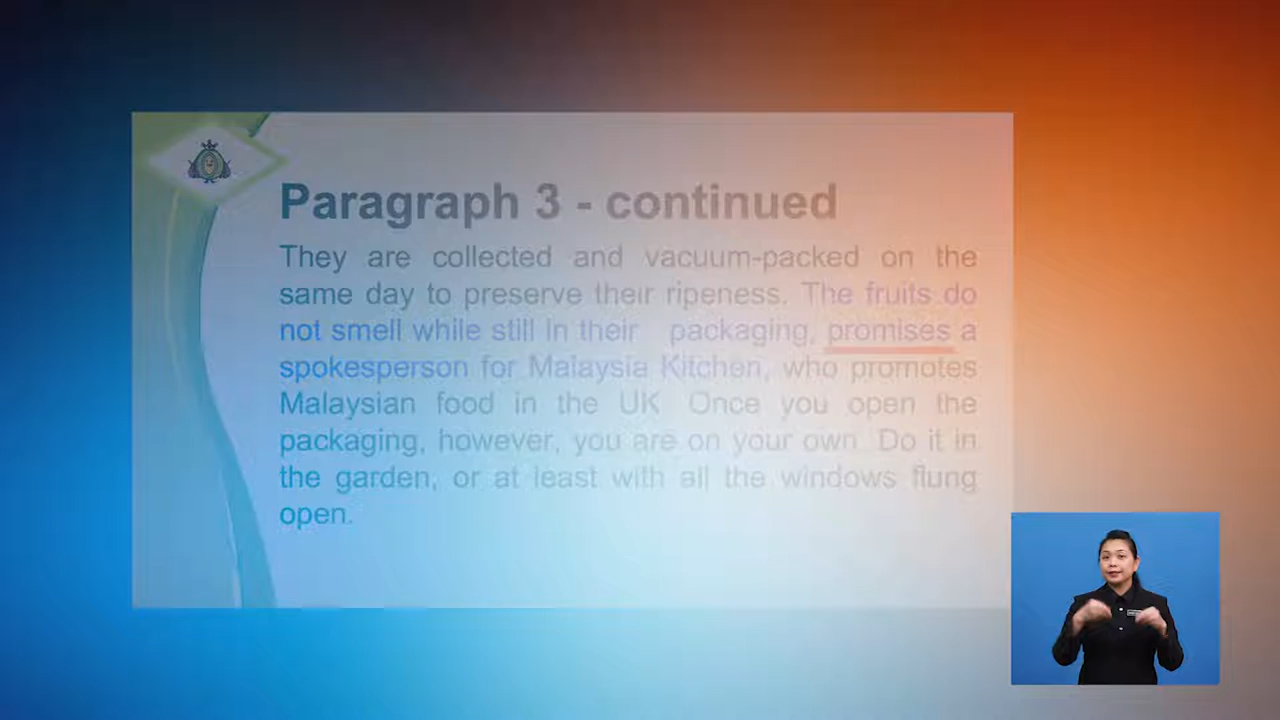 Paragraph 3 - continued
They are collected and vacuum-packed on the
same day to preserve their ripeness. The fruits do
not smell while still in their packaging, promises a
spokesperson for Malaysia Kitchen, who promotes
Malaysian food in the UK. Once you open the
packaging, however, you are on your own. Do it in
the garden, or at least with all the windows flung
open.